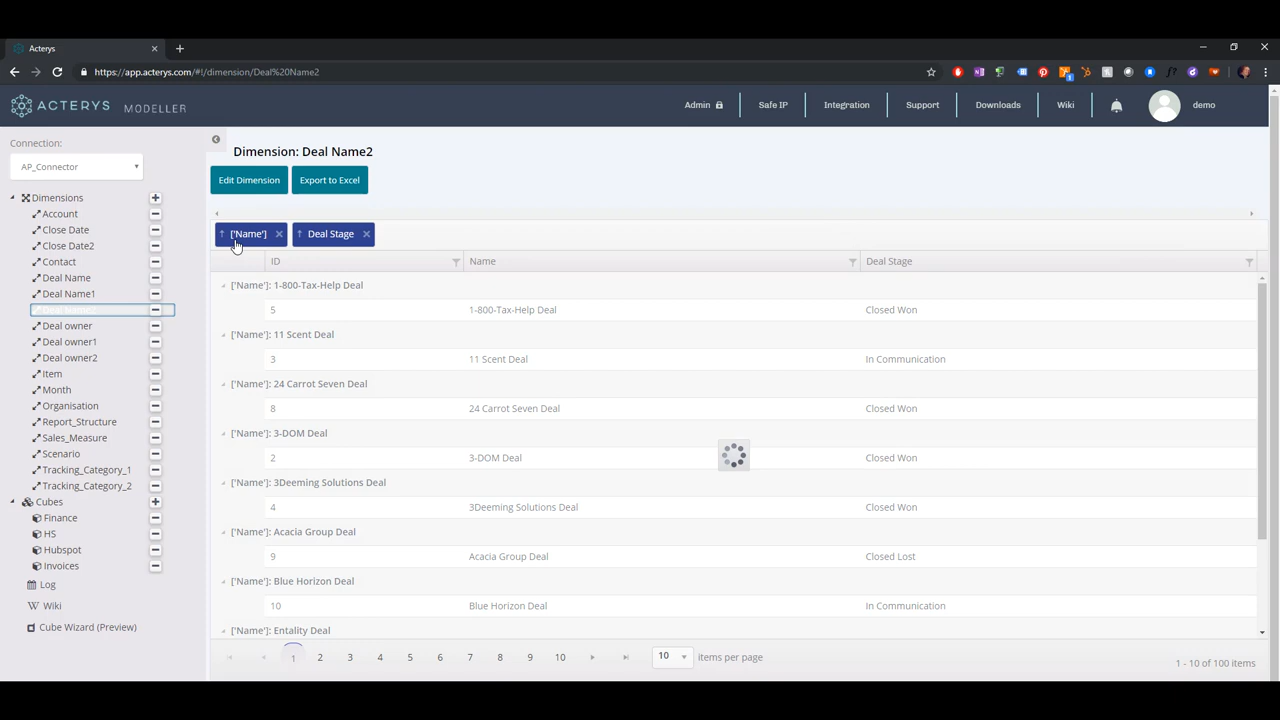 Acterys
https://app.acterys.com/#!/dimension/Deal%20Name2
ACTERYS MODELLER
Admin
Safe IP
Integration
Support
Downloads
Wiki
demo
Connection:
AP_Connector
Dimensions
Account
Close Date
Close Date2
Contact
Deal Name
Deal Name1
Deal owner
Deal owner1
Deal owner2
Item
Month
Organisation
Report_Structure
Sales_Measure
Scenario
Tracking_Category_1
Tracking_Category_2
Cubes
Finance
HS
Hubspot
Invoices
Log
Wiki
Cube Wizard (Preview)
Dimension: Deal Name2
Edit Dimension
Export to Excel
['Name']
Deal Stage
ID Name Deal Stage
['Name']: 1-800-Tax-Help Deal
5 1-800-Tax-Help Deal Closed Won
['Name']: 11 Scent Deal
3 11 Scent Deal In Communication
['Name']: 24 Carrot Seven Deal
8 24 Carrot Seven Deal Closed Won
['Name']: 3-DOM Deal
2 3-DOM Deal Closed Won
['Name']: 3Deeming Solutions Deal
4 3Deeming Solutions Deal Closed Won
['Name']: Acacia Group Deal
9 Acacia Group Deal Closed Lost
['Name']: Blue Horizon Deal
10 Blue Horizon Deal In Communication
['Name']: Entality Deal
1 2 3 4 5 6 7 8 9 10
10 items per page
1 - 10 of 100 items